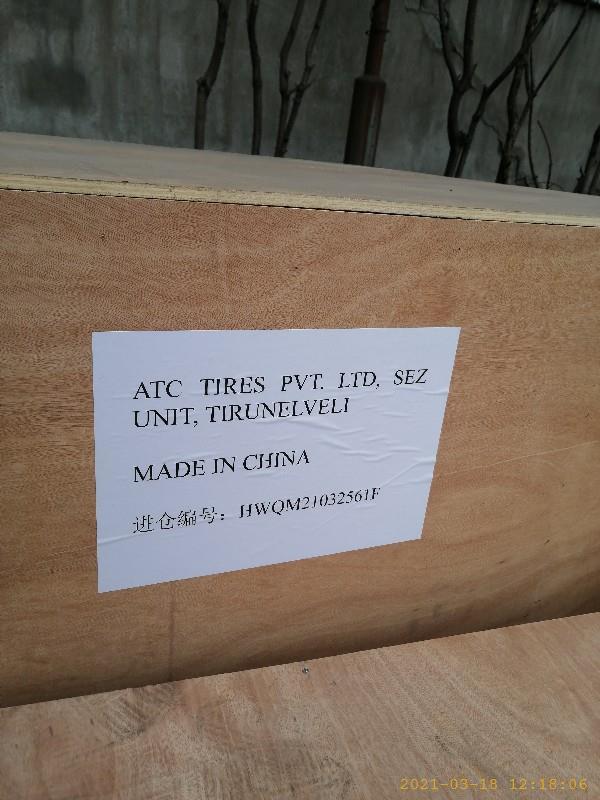 ATC TIRES PVT. LTD, SEZ
UNIT, TIRUNELVELI
MADE IN CHINA
进仓编号：HWQM21032561F
2021-03-18 12:18:06